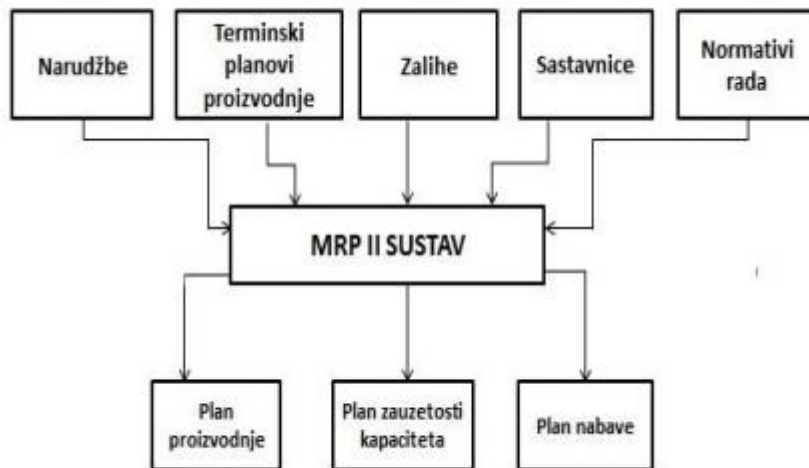 Narudžbe
Terminski
planovi
proizvodnje
Zalihe
Sastavnice
Normativi
rada
MRP II SUSTAV
Plan
proizvodnje
Plan zauzetosti
kapaciteta
Plan nabave